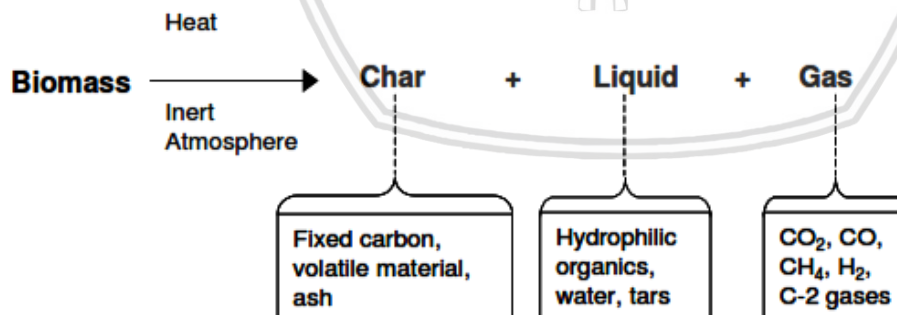 Heat
Biomass Char + Liquid + Gas
Inert
Atmosphere
Fixed carbon,
volatile material,
ash
Hydrophilic
organics,
water, tars
CO₂, CO,
CH₄, H₂,
C-2 gases